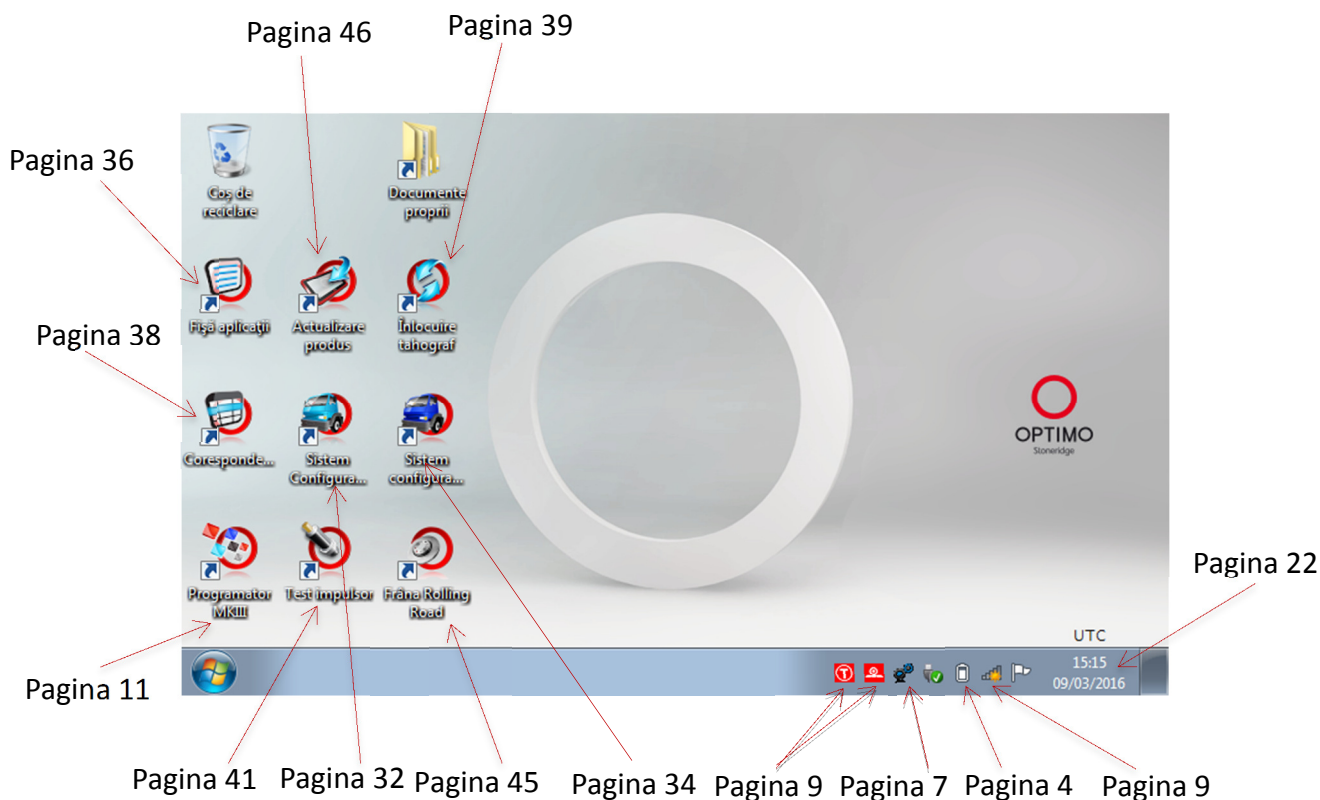 Pagina 46
Pagina 39
Pagina 36
Coș de
reciclare
Documente
proprii
Fișă aplicații
Actualizare
produs
Înlocuire
tahograf
Pagina 38
Coresponde...
Sistem
Configura...
Sistem
configura...
OPTIMO
Stoneridge
Programator
MKIII
Test impulsor
Frâna Rolling
Road
Pagina 22
UTC
15:15
09/03/2016
Pagina 11
Pagina 41
Pagina 32
Pagina 45
Pagina 34
Pagina 9
Pagina 7
Pagina 4
Pagina 9